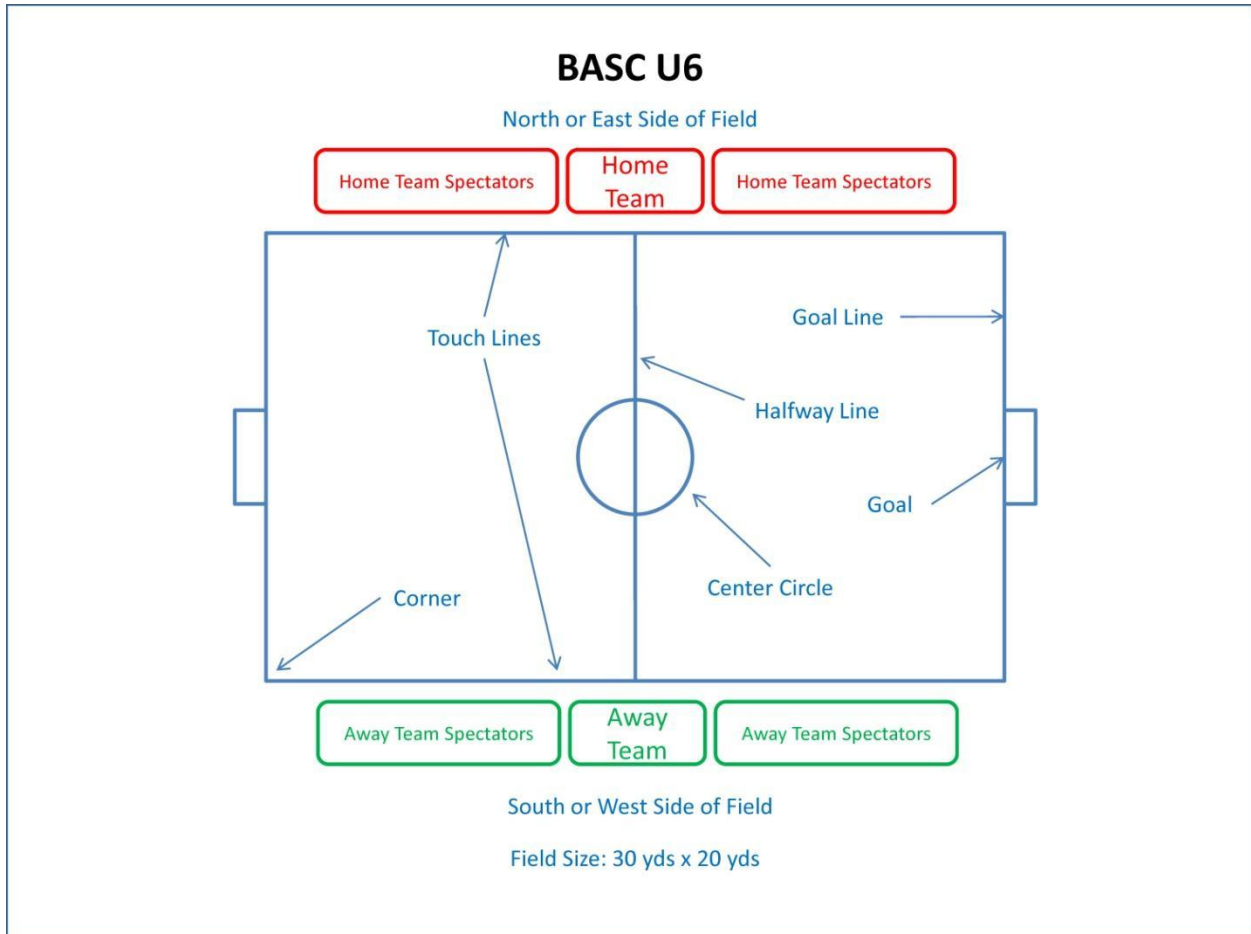 BASC U6
North or East Side of Field
Home Team Spectators
Home
Team
Home Team Spectators
Touch Lines
Goal Line
Halfway Line
Goal
Center Circle
Corner
Away Team Spectators
Away
Team
Away Team Spectators
South or West Side of Field
Field Size: 30 yds x 20 yds